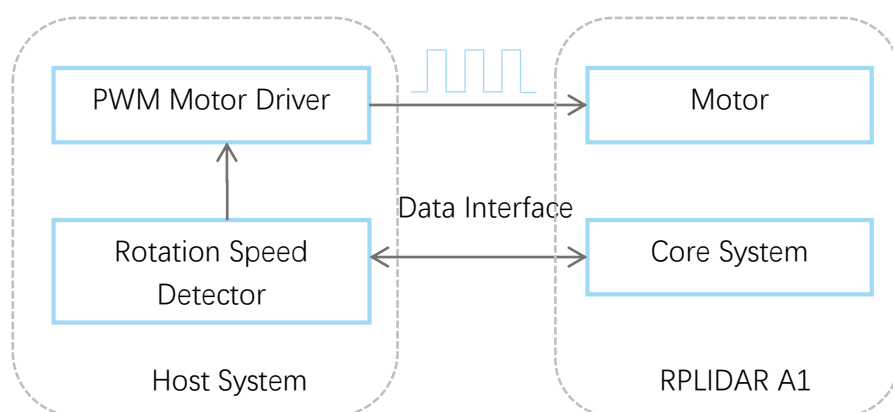 PWM Motor Driver
Motor
Data Interface
Rotation Speed
Detector
Core System
Host System
RPLIDAR A1